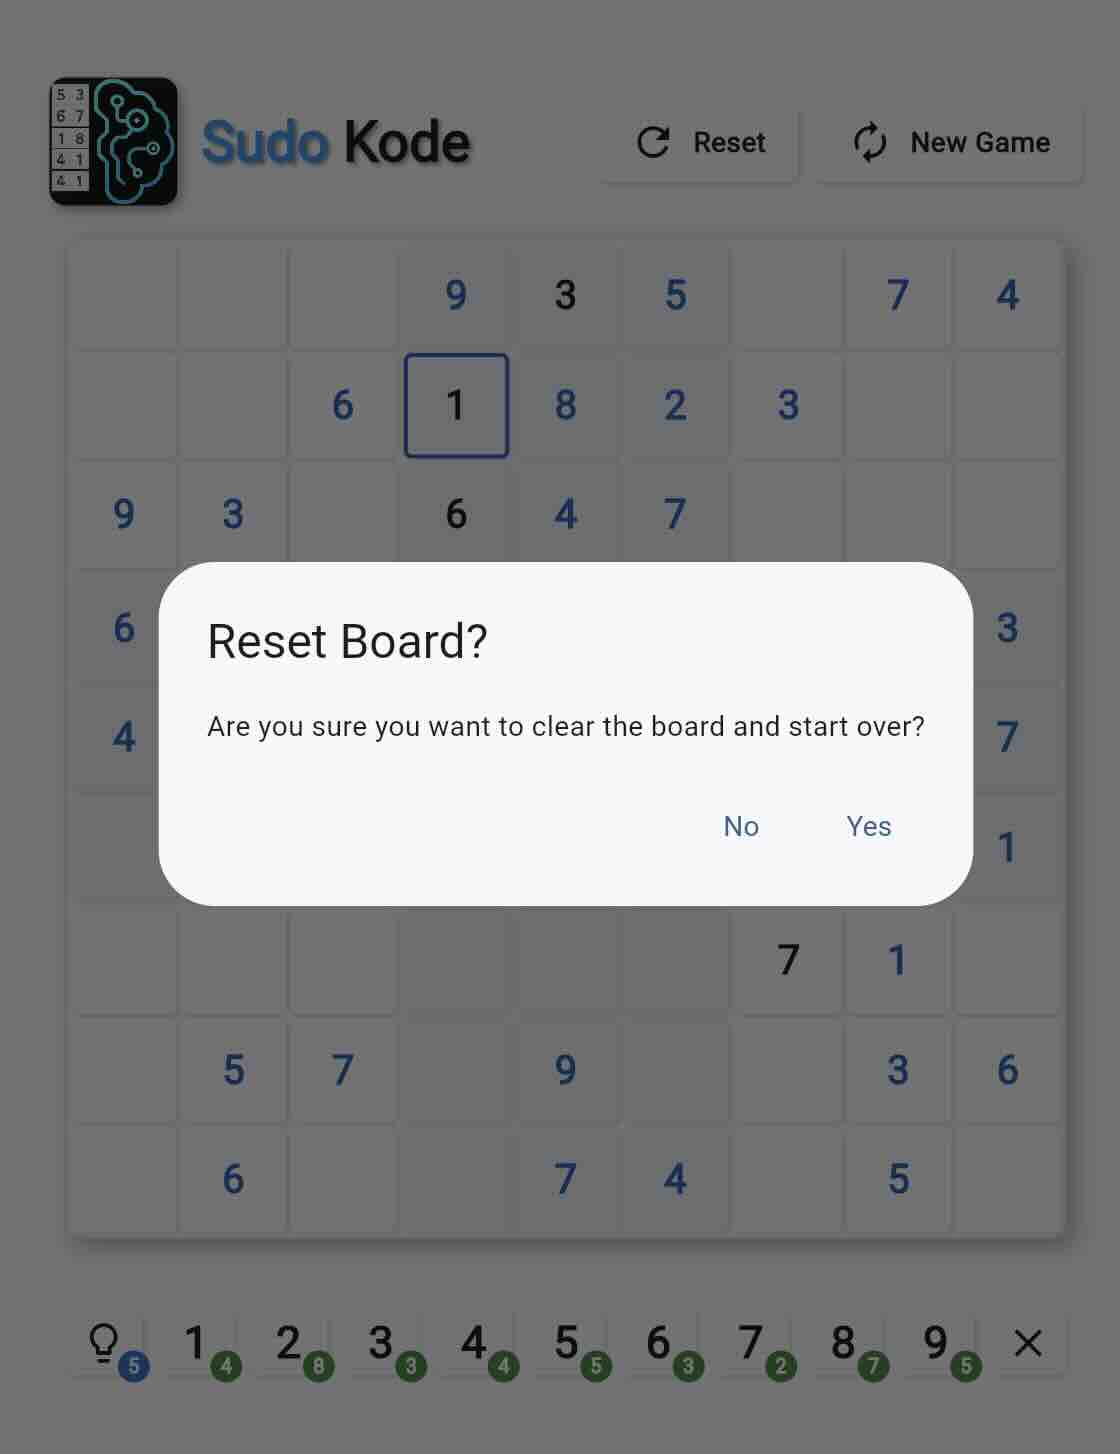 5 3
6 7
1 8
4 1
4 1
Sudo Kode
Reset
New Game
9 3 5 7 4
6 1 8 2 3
9 3 6 4 7
6 3
Reset Board?
Are you sure you want to clear the board and start over?
4 7
No Yes
1
7 1
5 7 9 3 6
6 7 4 5
1 2 3 4 5 6 7 8 9
5 4 8 3 4 5 3 2 7 5